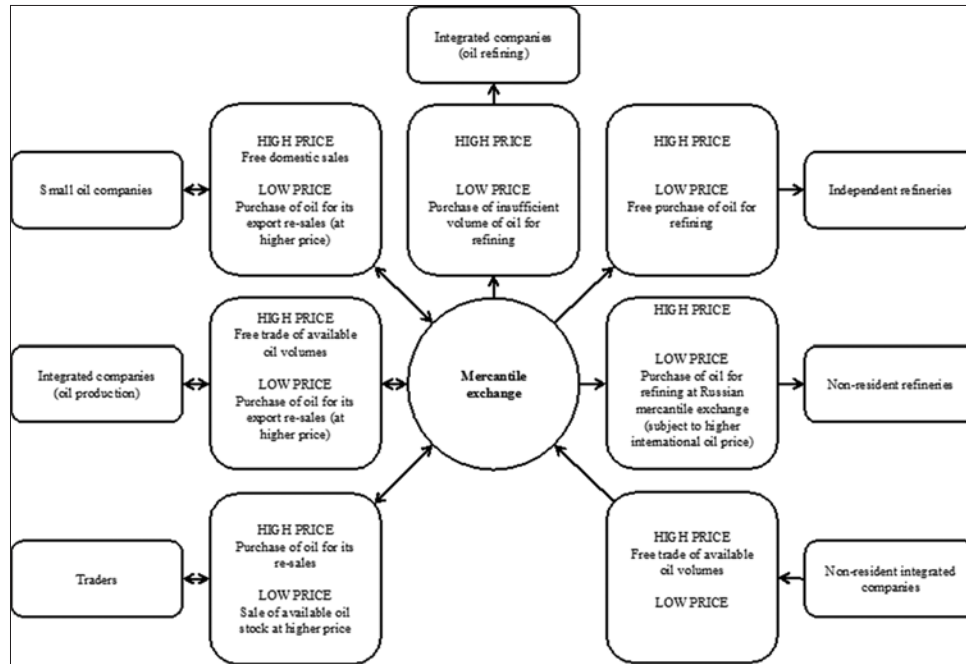 Integrated companies
(oil refining)
HIGH PRICE
Free domestic sales
LOW PRICE
Purchase of oil for its
export re-sales (at
higher price)
HIGH PRICE
LOW PRICE
Purchase of insufficient
volume of oil for
refining
HIGH PRICE
LOW PRICE
Free purchase of oil for
refining
Small oil companies
Independent refineries
HIGH PRICE
Free trade of available
oil volumes
LOW PRICE
Purchase of oil for its
export re-sales (at
higher price)
Integrated companies
(oil production)
Mercantile
exchange
HIGH PRICE
LOW PRICE
Purchase of oil for
refining at Russian
mercantile exchange
(subject to higher
international oil price)
Non-resident refineries
HIGH PRICE
Purchase of oil for its
re-sales
LOW PRICE
Sale of available oil
stock at higher price
Traders
HIGH PRICE
Free trade of available
oil volumes
LOW PRICE
Non-resident integrated
companies